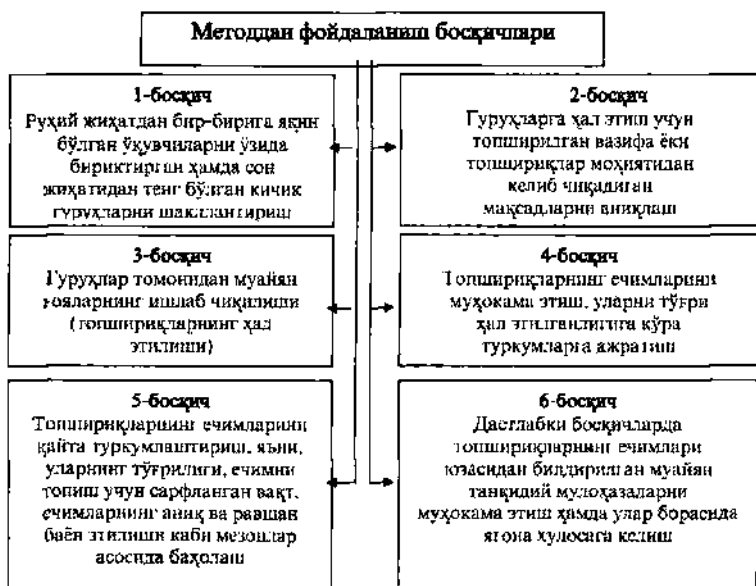 Методдан фойдаланиш босқичлари
1-босқич
Руҳий жиҳатдан бир-бирига яқин
бўлган ўқувчиларни ўзида
бириктирган ҳамда сон
жиҳатидан тенг бўлган кичик
гуруҳларни шакллантириш
2-босқич
Гуруҳларга ҳал этиш учун
топширилган вазифа ёки
топшириқлар моҳиятидан
келиб чиқадиган
мақсадларни аниқлаш
3-босқич
Гуруҳлар томонидан муайян
ғояларнинг ишлаб чиқилиши
(топшириқларнинг ҳал
этилиши)
4-босқич
Топшириқларнинг ечимларини
муҳокама этиш, уларни тўғри
ҳал этилганлигига кўра
туркумларга ажратиш
5-босқич
Топшириқларнинг ечимларини
қайта туркумлаштириш, яъни,
уларнинг тўғрилиги, ечимни
топиш учун сарфланган вақт,
ечимларнинг аниқ ва равшан
баён этилиши каби мезонлар
асосида баҳолаш
6-босқич
Дастлабки босқичларда
топшириқларнинг ечимлари
юзасидан билдирилган муайян
танқидий мулоҳазаларни
муҳокама этиш ҳамда улар борасида
ягона хулосага келиш